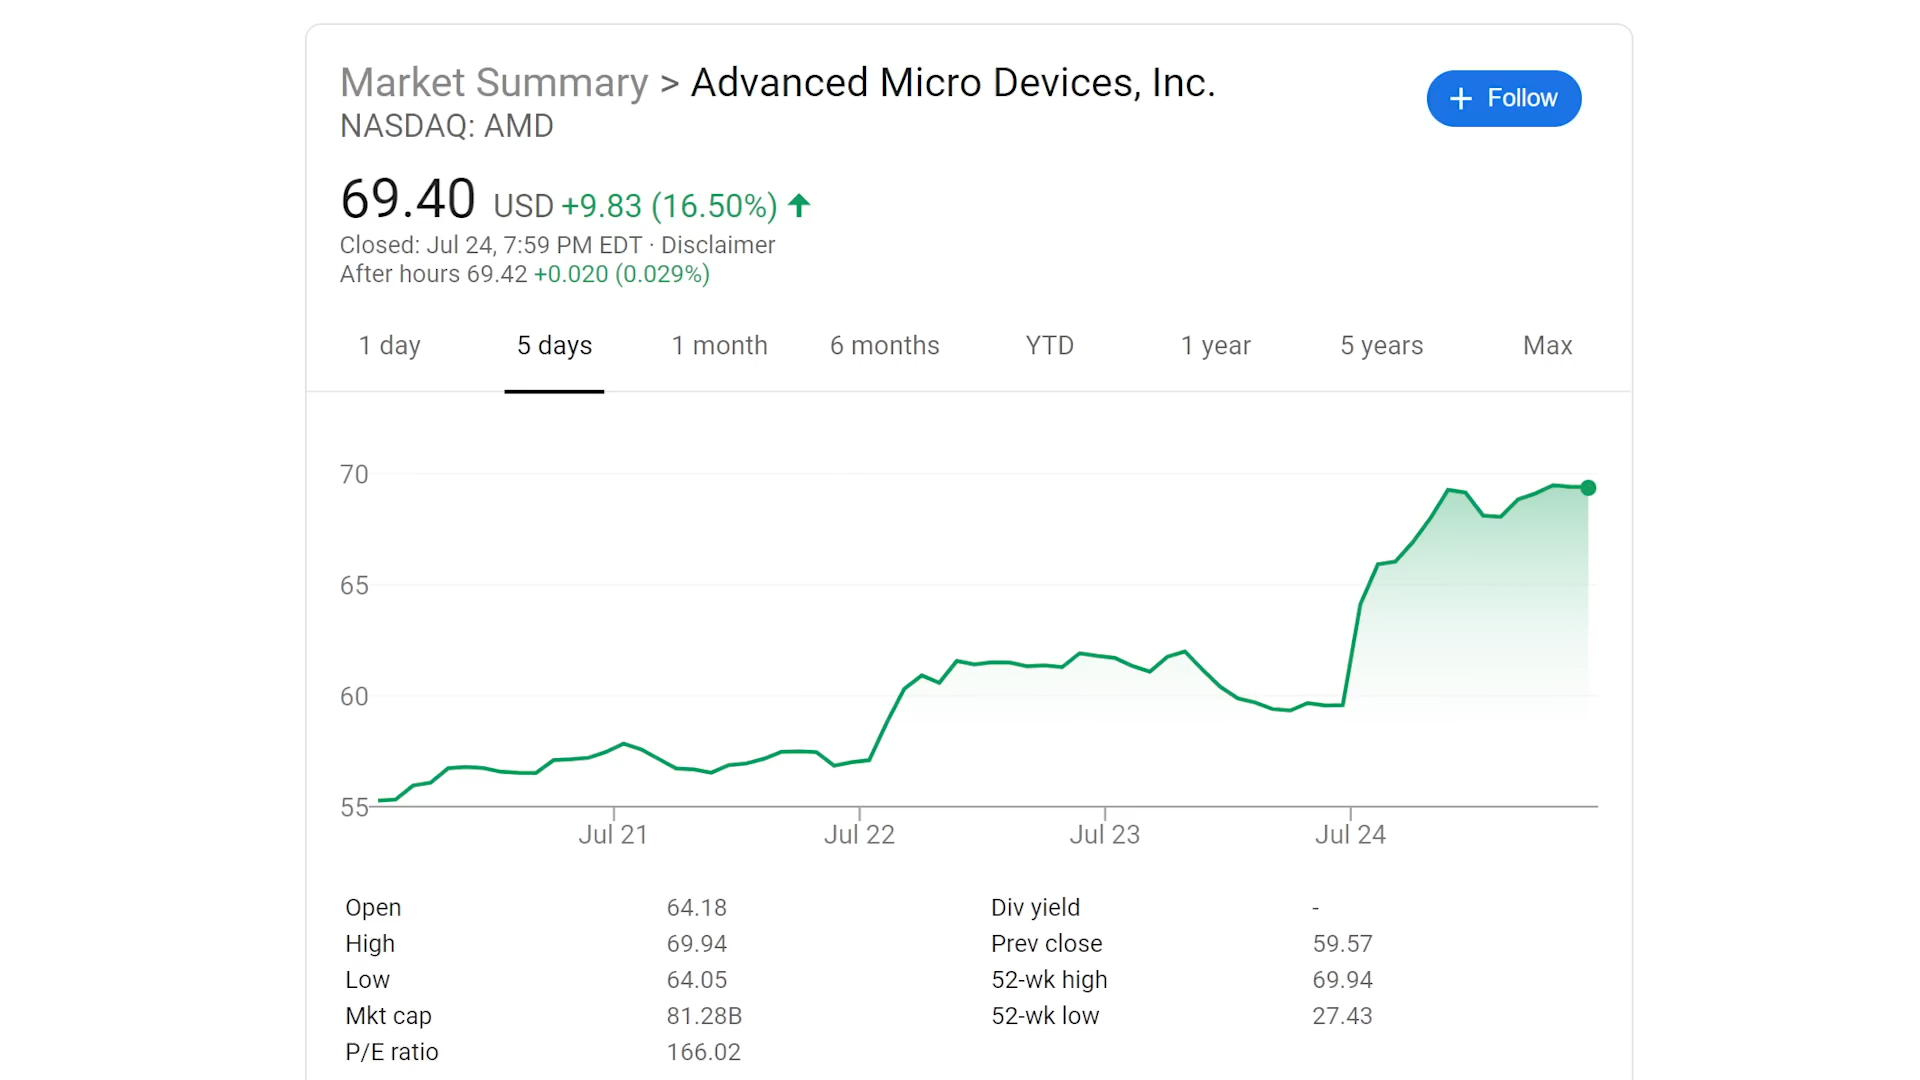 Market Summary > Advanced Micro Devices, Inc.
+ Follow
NASDAQ: AMD
69.40 USD +9.83 (16.50%)
Closed: Jul 24, 7:59 PM EDT · Disclaimer
After hours 69.42 +0.020 (0.029%)
1 day 5 days 1 month 6 months YTD 1 year 5 years Max
70
65
60
55
Jul 21 Jul 22 Jul 23 Jul 24
Open 64.18 Div yield -
High 69.94 Prev close 59.57
Low 64.05 52-wk high 69.94
Mkt cap 81.28B 52-wk low 27.43
P/E ratio 166.02